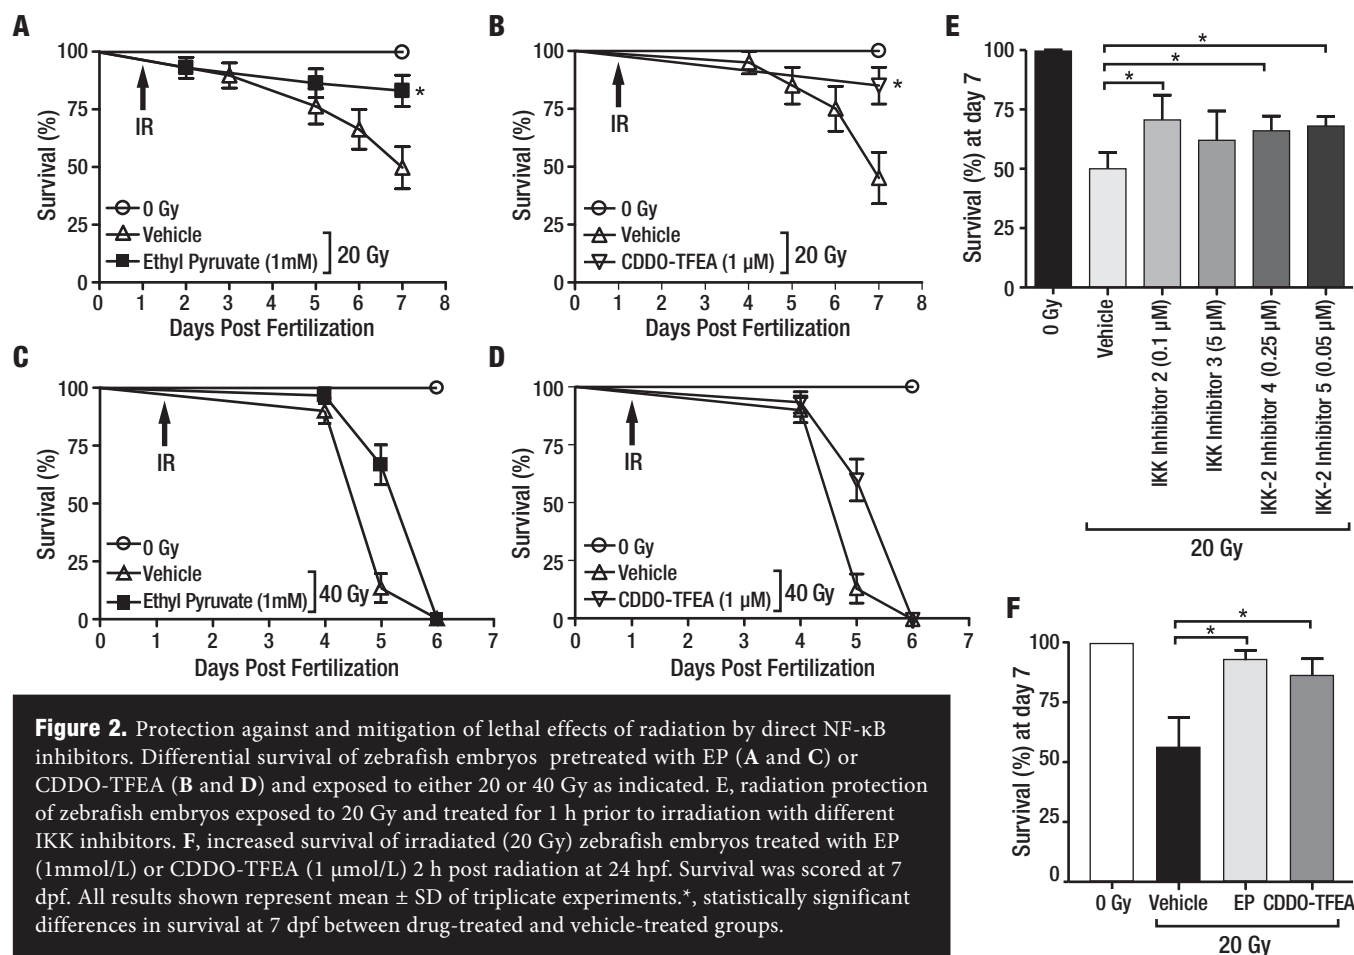 A
100
75
50
25
0
Survival (%)
IR
*
0 Gy
Vehicle
Ethyl Pyruvate (1mM)
20 Gy
0 1 2 3 4 5 6 7 8
Days Post Fertilization
B
100
75
50
25
0
Survival (%)
IR
*
0 Gy
Vehicle
CDDO-TFEA (1 µM)
20 Gy
0 1 2 3 4 5 6 7 8
Days Post Fertilization
C
100
75
50
25
0
Survival (%)
IR
0 Gy
Vehicle
Ethyl Pyruvate (1mM)
40 Gy
0 1 2 3 4 5 6 7
Days Post Fertilization
D
100
75
50
25
0
Survival (%)
IR
0 Gy
Vehicle
CDDO-TFEA (1 µM)
40 Gy
0 1 2 3 4 5 6 7
Days Post Fertilization
E
100
75
50
25
0
Survival (%) at day 7
*
*
*
0 Gy
Vehicle
IKK Inhibitor 2 (0.1 µM)
IKK Inhibitor 3 (5 µM)
IKK-2 Inhibitor 4 (0.25 µM)
IKK-2 Inhibitor 5 (0.05 µM)
20 Gy
F
100
75
50
25
0
Survival (%) at day 7
*
*
0 Gy Vehicle EP CDDO-TFEA
20 Gy
Figure 2. Protection against and mitigation of lethal effects of radiation by direct NF-κB
inhibitors. Differential survival of zebrafish embryos pretreated with EP (A and C) or
CDDO-TFEA (B and D) and exposed to either 20 or 40 Gy as indicated. E, radiation protection
of zebrafish embryos exposed to 20 Gy and treated for 1 h prior to irradiation with different
IKK inhibitors. F, increased survival of irradiated (20 Gy) zebrafish embryos treated with EP
(1mmol/L) or CDDO-TFEA (1 µmol/L) 2 h post radiation at 24 hpf. Survival was scored at 7
dpf. All results shown represent mean ± SD of triplicate experiments.*, statistically significant
differences in survival at 7 dpf between drug-treated and vehicle-treated groups.